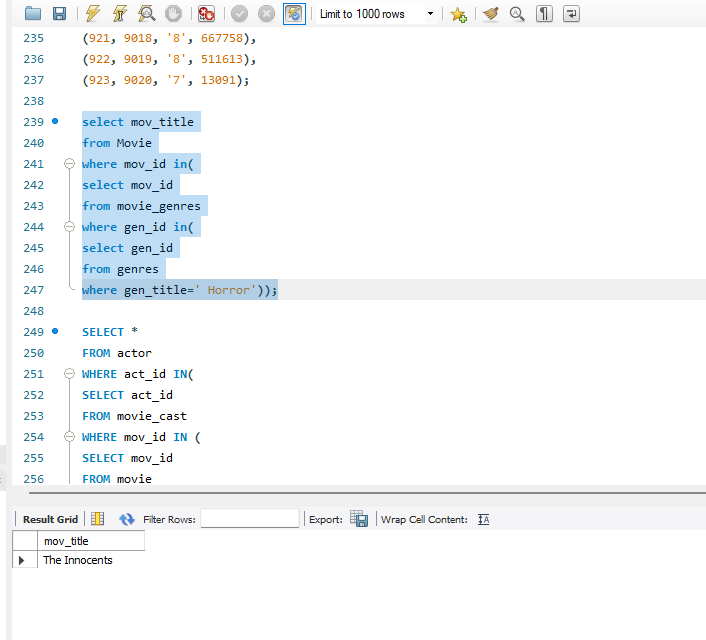 Limit to 1000 rows
235 (921, 9018, '8', 667758),
236 (922, 9019, '8', 511613),
237 (923, 9020, '7', 13091);
238
239 select mov_title
240 from Movie
241 where mov_id in(
242 select mov_id
243 from movie_genres
244 where gen_id in(
245 select gen_id
246 from genres
247 where gen_title=' Horror'));
248
249 SELECT *
250 FROM actor
251 WHERE act_id IN(
252 SELECT act_id
253 FROM movie_cast
254 WHERE mov_id IN (
255 SELECT mov_id
256 FROM movie
Result Grid Filter Rows: Export: Wrap Cell Content: IA
mov_title
The Innocents